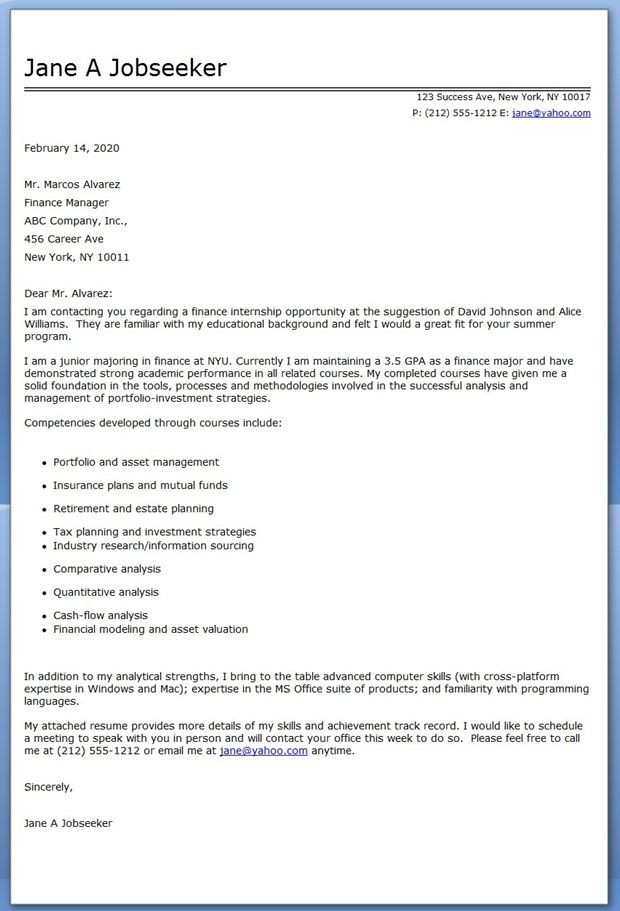 Jane A Jobseeker
123 Success Ave, New York, NY 10017
P: (212) 555-1212 E: jane@yahoo.com
February 14, 2020
Mr. Marcos Alvarez
Finance Manager
ABC Company, Inc.,
456 Career Ave
New York, NY 10011
Dear Mr. Alvarez:
I am contacting you regarding a finance internship opportunity at the suggestion of David Johnson and Alice
Williams.  They are familiar with my educational background and felt I would a great fit for your summer
program.
I am a junior majoring in finance at NYU. Currently I am maintaining a 3.5 GPA as a finance major and have
demonstrated strong academic performance in all related courses. My completed courses have given me a
solid foundation in the tools, processes and methodologies involved in the successful analysis and
management of portfolio-investment strategies.
Competencies developed through courses include:
• Portfolio and asset management
• Insurance plans and mutual funds
• Retirement and estate planning
• Tax planning and investment strategies
• Industry research/information sourcing
• Comparative analysis
• Quantitative analysis
• Cash-flow analysis
• Financial modeling and asset valuation
In addition to my analytical strengths, I bring to the table advanced computer skills (with cross-platform
expertise in Windows and Mac); expertise in the MS Office suite of products; and familiarity with programming
languages.
My attached resume provides more details of my skills and achievement track record. I would like to schedule
a meeting to speak with you in person and will contact your office this week to do so.  Please feel free to call
me at (212) 555-1212 or email me at jane@yahoo.com anytime.
Sincerely,
Jane A Jobseeker